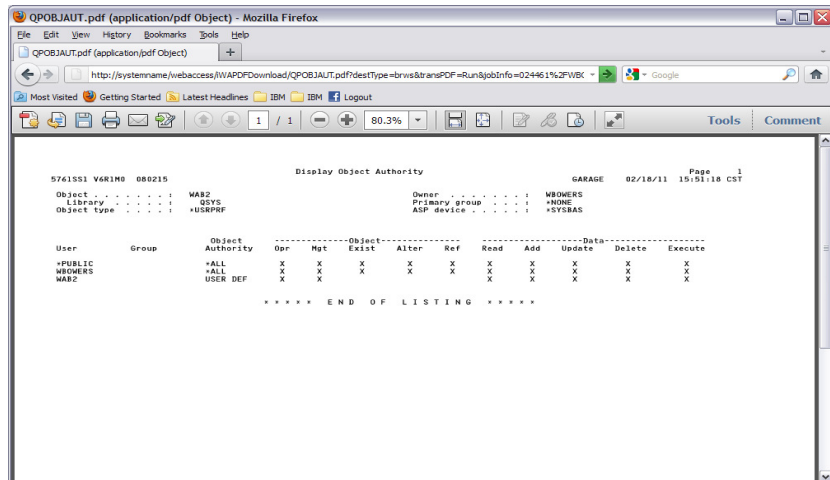 QPOBJAUT.pdf (application/pdf Object) - Mozilla Firefox
File Edit View History Bookmarks Tools Help
QPOBJAUT.pdf (application/pdf Object) +
http://systemname/webaccess/iWAPDFDownload/QPOBJAUT.pdf?destType=brws&transPDF=Run&jobInfo=024461%2FWBC Google
Most Visited Getting Started Latest Headlines IBM IBM Logout
1 / 1 80.3% Tools Comment
Display Object Authority Page 1
5761SS1 V6R1M0 080215 GARAGE 02/18/11 15:51:18 CST
Object . . . . . . . : WAB2 Owner . . . . . . . : WBOWERS
Library . . . . . : QSYS Primary group . . . : *NONE
Object type . . . . : *USRPRF ASP device . . . . . : *SYSBAS
Object ---------------Object--------------- ---------------Data---------------
User Group Authority Opr Mgt Exist Alter Ref Read Add Update Delete Execute
*PUBLIC *ALL X X X X X X X X X X
WBOWERS *ALL X X X X X X X X X X
WAB2 USER DEF X X X X X X X
* * * * * E N D O F L I S T I N G * * * * *